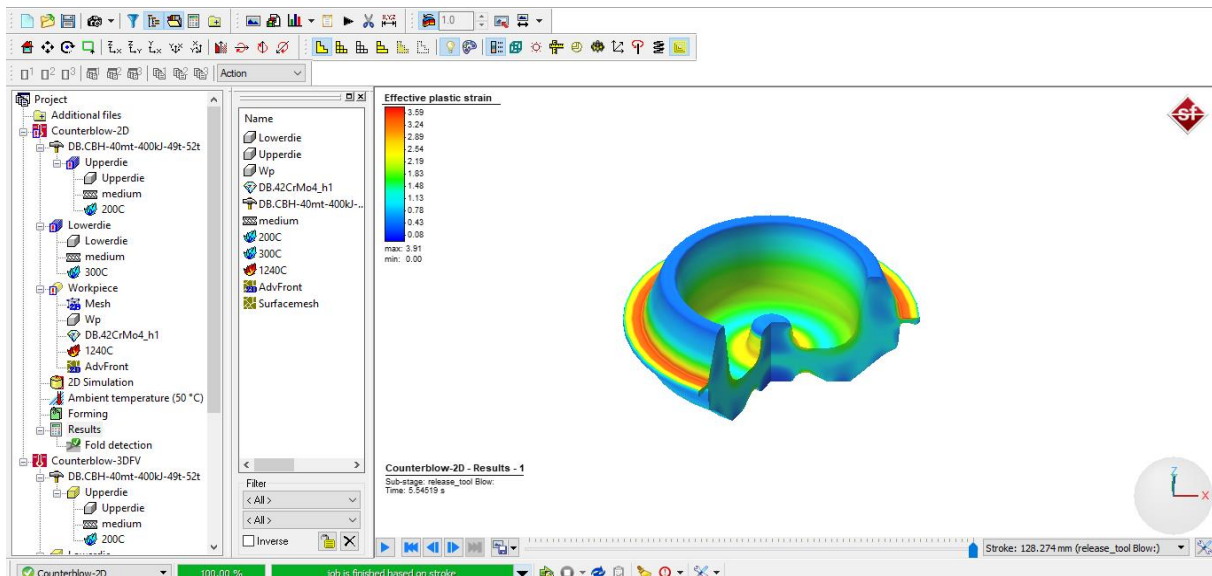 1.0
X,Y,Z
Action
Project
Additional files
Counterblow-2D
DB.CBH-40mt-400kJ-49t-52t
Upperdie
Upperdie
medium
200C
Lowerdie
Lowerdie
medium
300C
Workpiece
Mesh
Wp
DB.42CrMo4_h1
1240C
AdvFront
2D Simulation
Ambient temperature (50 °C)
Forming
Results
Fold detection
Counterblow-3DFV
DB.CBH-40mt-400kJ-49t-52t
Upperdie
Upperdie
medium
200C
Lowerdie
Name
Lowerdie
Upperdie
Wp
DB.42CrMo4_h1
DB.CBH-40mt-400kJ-...
medium
200C
300C
1240C
AdvFront
Surfacemesh
Filter
< All >
< All >
Inverse
Effective plastic strain
3.59
3.24
2.89
2.54
2.19
1.83
1.48
1.13
0.78
0.43
0.08
max: 3.91
min: 0.00
sf
Counterblow-2D - Results - 1
Sub-stage: release_tool Blow:
Time: 5.54519 s
Z
X
Stroke: 128.274 mm (release_tool Blow:)
Counterblow-2D
100.00 %
job is finished based on stroke